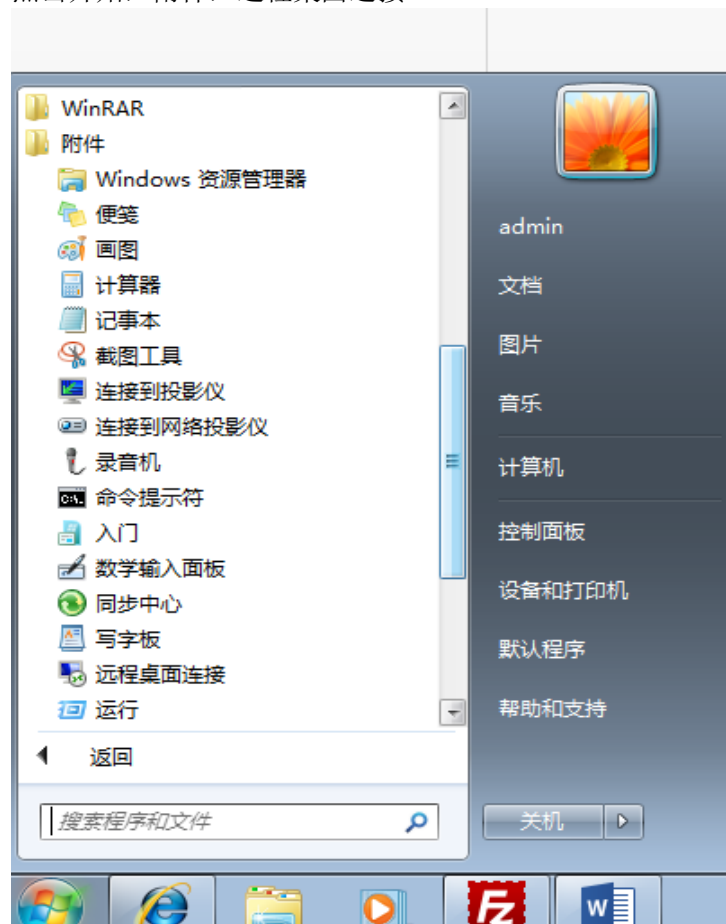 WinRAR
附件
Windows 资源管理器
便笺
画图
计算器
记事本
截图工具
连接到投影仪
连接到网络投影仪
录音机
命令提示符
入门
数学输入面板
同步中心
写字板
远程桌面连接
运行
返回
搜索程序和文件
admin
文档
图片
音乐
计算机
控制面板
设备和打印机
默认程序
帮助和支持
关机